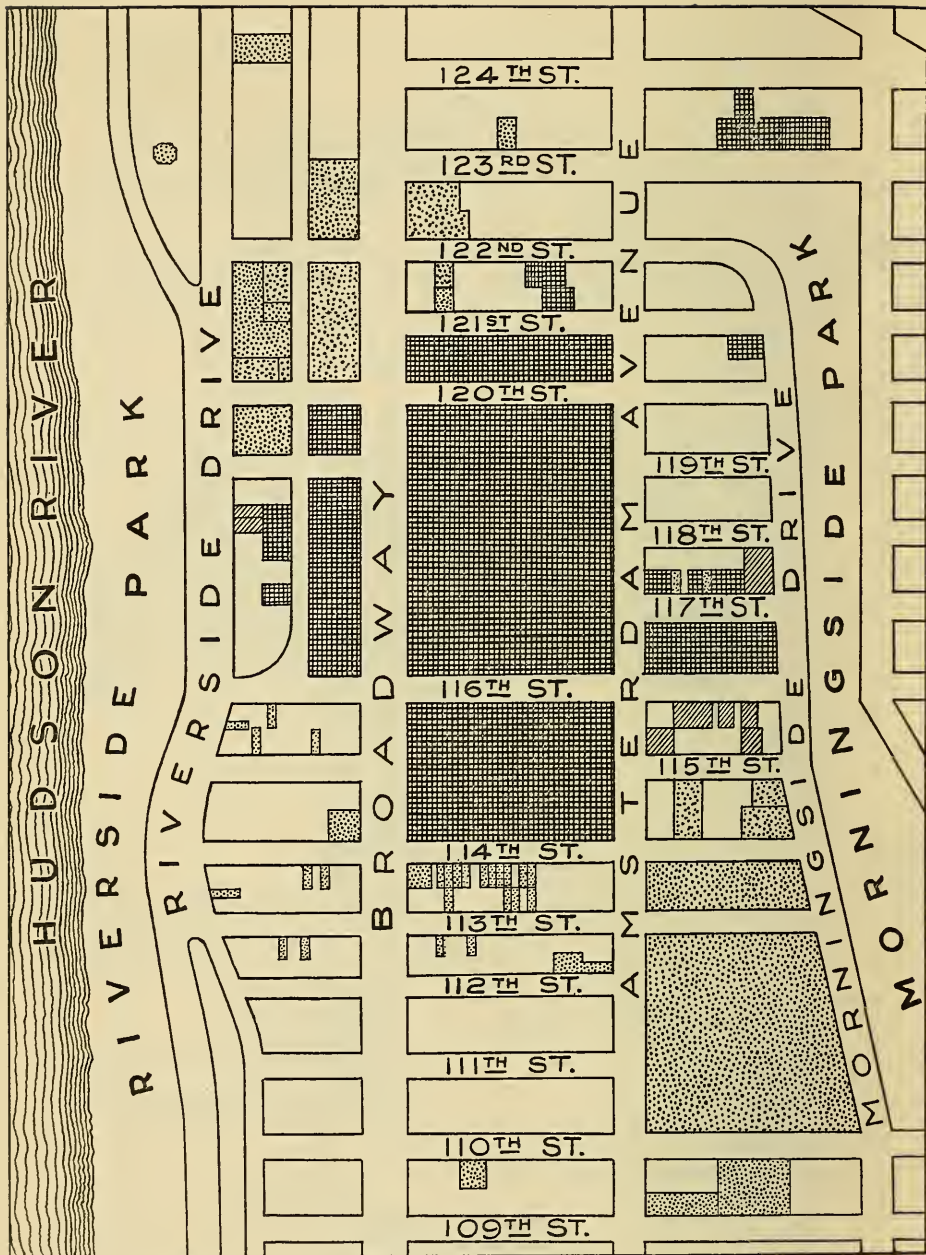 HUDSON RIVER
RIVERSIDE PARK
RIVERSIDE DRIVE
BROADWAY
AMSTERDAM AVENUE
MORNINGSIDE DRIVE
MORNINGSIDE PARK
124TH ST.
123RD ST.
122ND ST.
121ST ST.
120TH ST.
119TH ST.
118TH ST.
117TH ST.
116TH ST.
115TH ST.
114TH ST.
113TH ST.
112TH ST.
111TH ST.
110TH ST.
109TH ST.